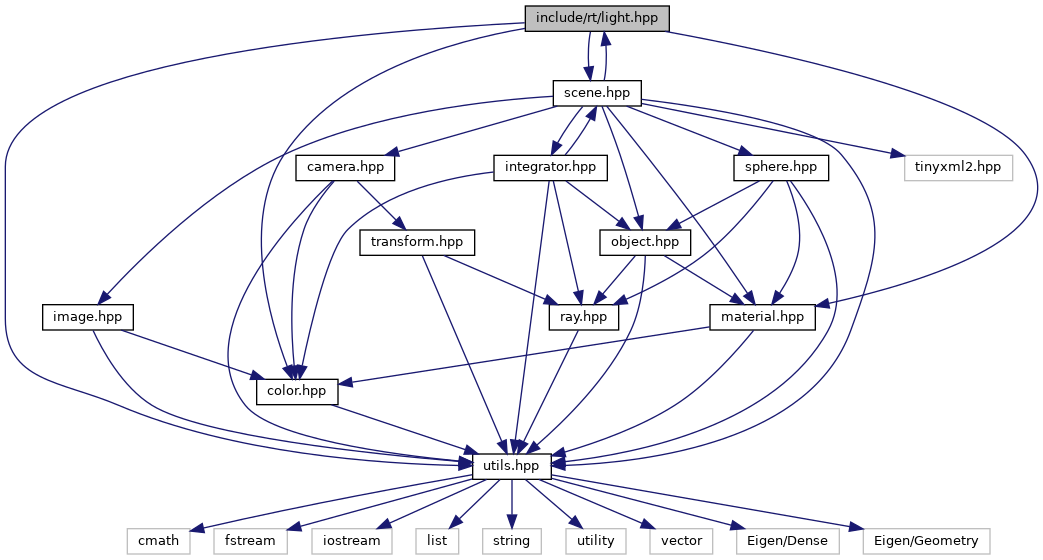 include/rt/light.hpp
scene.hpp
camera.hpp
integrator.hpp
sphere.hpp
tinyxml2.hpp
transform.hpp
object.hpp
image.hpp
ray.hpp
material.hpp
color.hpp
utils.hpp
cmath
fstream
iostream
list
string
utility
vector
Eigen/Dense
Eigen/Geometry